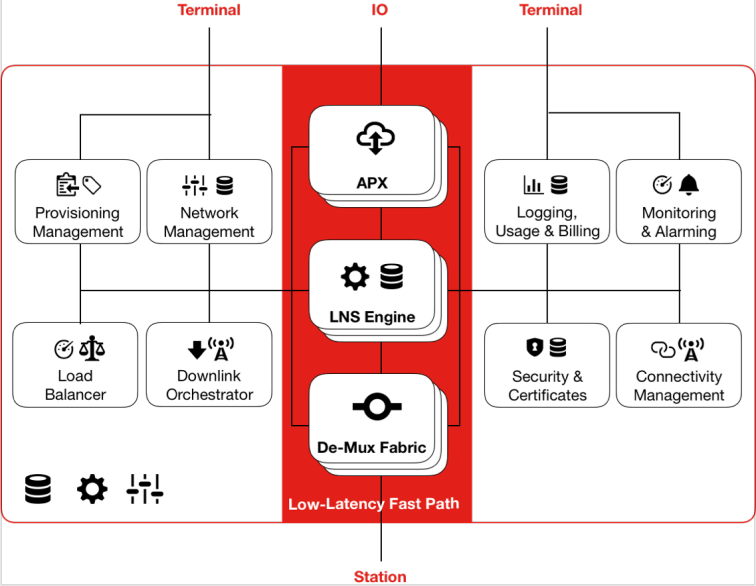 Terminal
IO
Terminal
APX
Provisioning
Management
Network
Management
Logging,
Usage & Billing
Monitoring
& Alarming
LNS Engine
Load
Balancer
Downlink
Orchestrator
Security &
Certificates
Connectivity
Management
De-Mux Fabric
Low-Latency Fast Path
Station